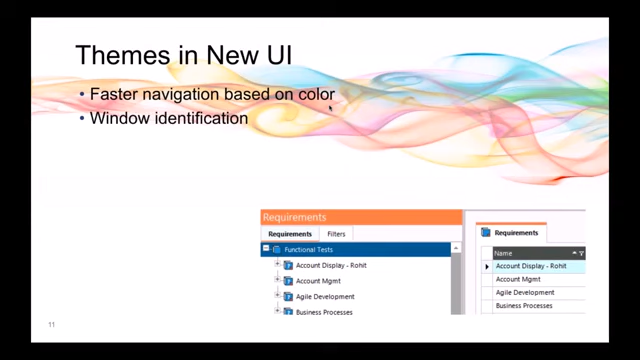 Themes in New UI
• Faster navigation based on color
• Window identification
Requirements
Requirements Filters
Functional Tests
Account Display - Rohit
Account Mgmt
Agile Development
Business Processes
Requirements
Name
Account Display - Rohit
Account Mgmt
Agile Development
Business Processes
11